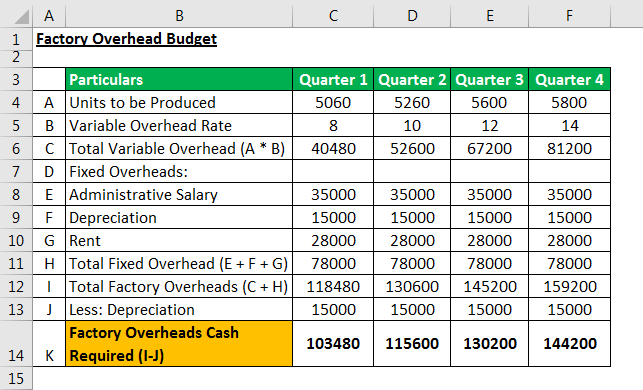 A B C D E F
1 Factory Overhead Budget
2
3 Particulars Quarter 1 Quarter 2 Quarter 3 Quarter 4
4 A Units to be Produced 5060 5260 5600 5800
5 B Variable Overhead Rate 8 10 12 14
6 C Total Variable Overhead (A * B) 40480 52600 67200 81200
7 D Fixed Overheads:
8 E Administrative Salary 35000 35000 35000 35000
9 F Depreciation 15000 15000 15000 15000
10 G Rent 28000 28000 28000 28000
11 H Total Fixed Overhead (E + F + G) 78000 78000 78000 78000
12 I Total Factory Overheads (C + H) 118480 130600 145200 159200
13 J Less: Depreciation 15000 15000 15000 15000
Factory Overheads Cash
14 K Required (I-J) 103480 115600 130200 144200
15